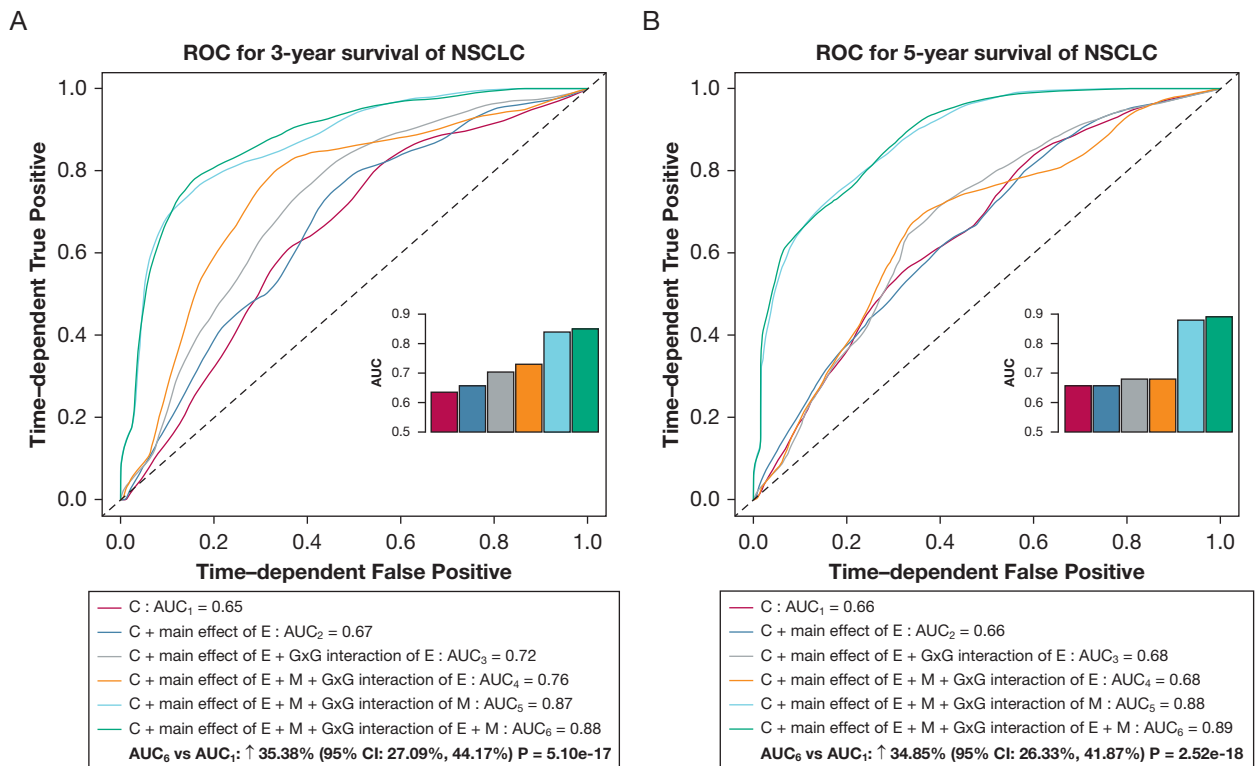 A
ROC for 3-year survival of NSCLC
Time–dependent True Positive
1.0
0.8
0.6
0.4
0.2
0.0
0.0 0.2 0.4 0.6 0.8 1.0
Time–dependent False Positive
AUC
0.9
0.8
0.7
0.6
0.5
C : AUC₁ = 0.65
C + main effect of E : AUC₂ = 0.67
C + main effect of E + GxG interaction of E : AUC₃ = 0.72
C + main effect of E + M + GxG interaction of E : AUC₄ = 0.76
C + main effect of E + M + GxG interaction of M : AUC₅ = 0.87
C + main effect of E + M + GxG interaction of E + M : AUC₆ = 0.88
AUC₆ vs AUC₁: ↑ 35.38% (95% CI: 27.09%, 44.17%) P = 5.10e-17
B
ROC for 5-year survival of NSCLC
Time–dependent True Positive
1.0
0.8
0.6
0.4
0.2
0.0
0.0 0.2 0.4 0.6 0.8 1.0
Time–dependent False Positive
AUC
0.9
0.8
0.7
0.6
0.5
C : AUC₁ = 0.66
C + main effect of E : AUC₂ = 0.66
C + main effect of E + GxG interaction of E : AUC₃ = 0.68
C + main effect of E + M + GxG interaction of E : AUC₄ = 0.68
C + main effect of E + M + GxG interaction of M : AUC₅ = 0.88
C + main effect of E + M + GxG interaction of E + M : AUC₆ = 0.89
AUC₆ vs AUC₁: ↑ 34.85% (95% CI: 26.33%, 41.87%) P = 2.52e-18